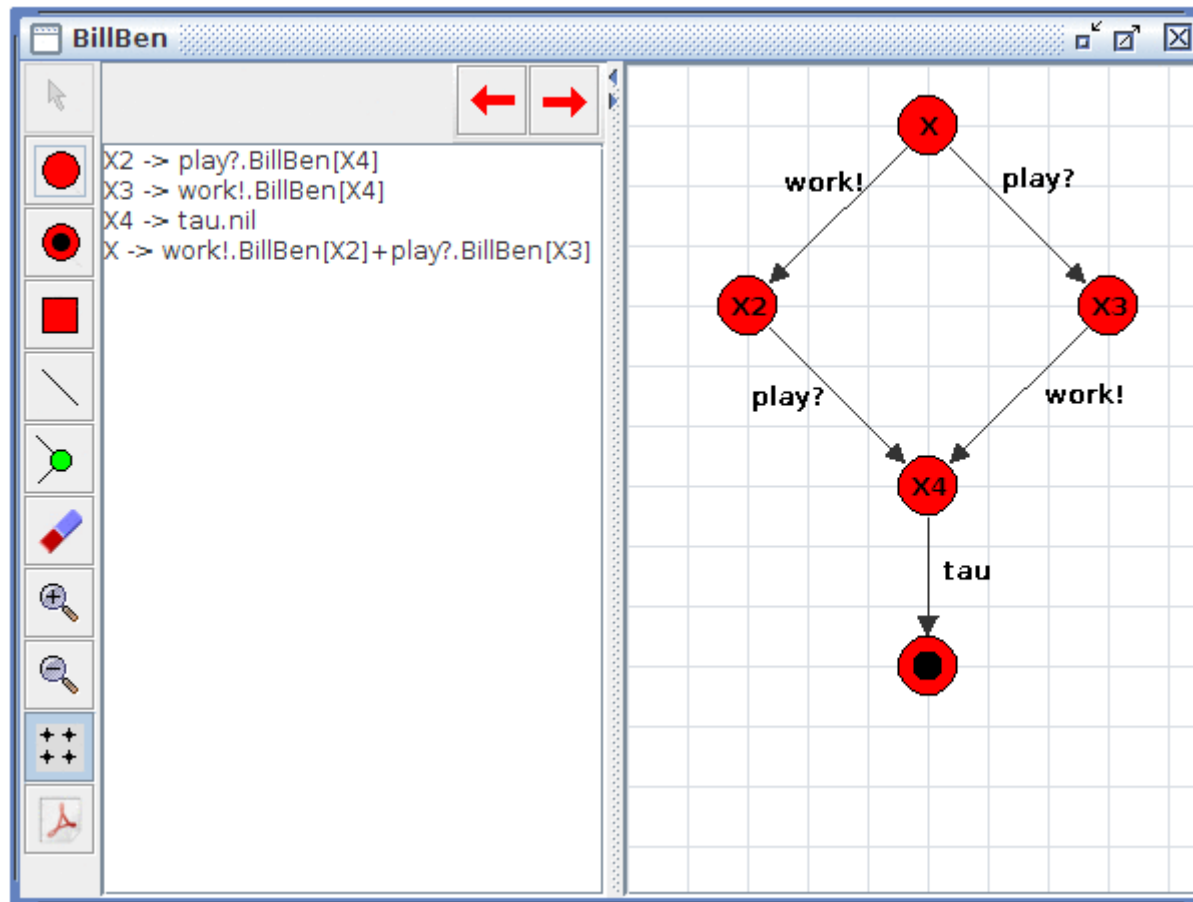 BillBen
X2 -> play?.BillBen[X4]
X3 -> work!.BillBen[X4]
X4 -> tau.nil
X -> work!.BillBen[X2]+play?.BillBen[X3]
X
work!
play?
X2
X3
play?
work!
X4
tau